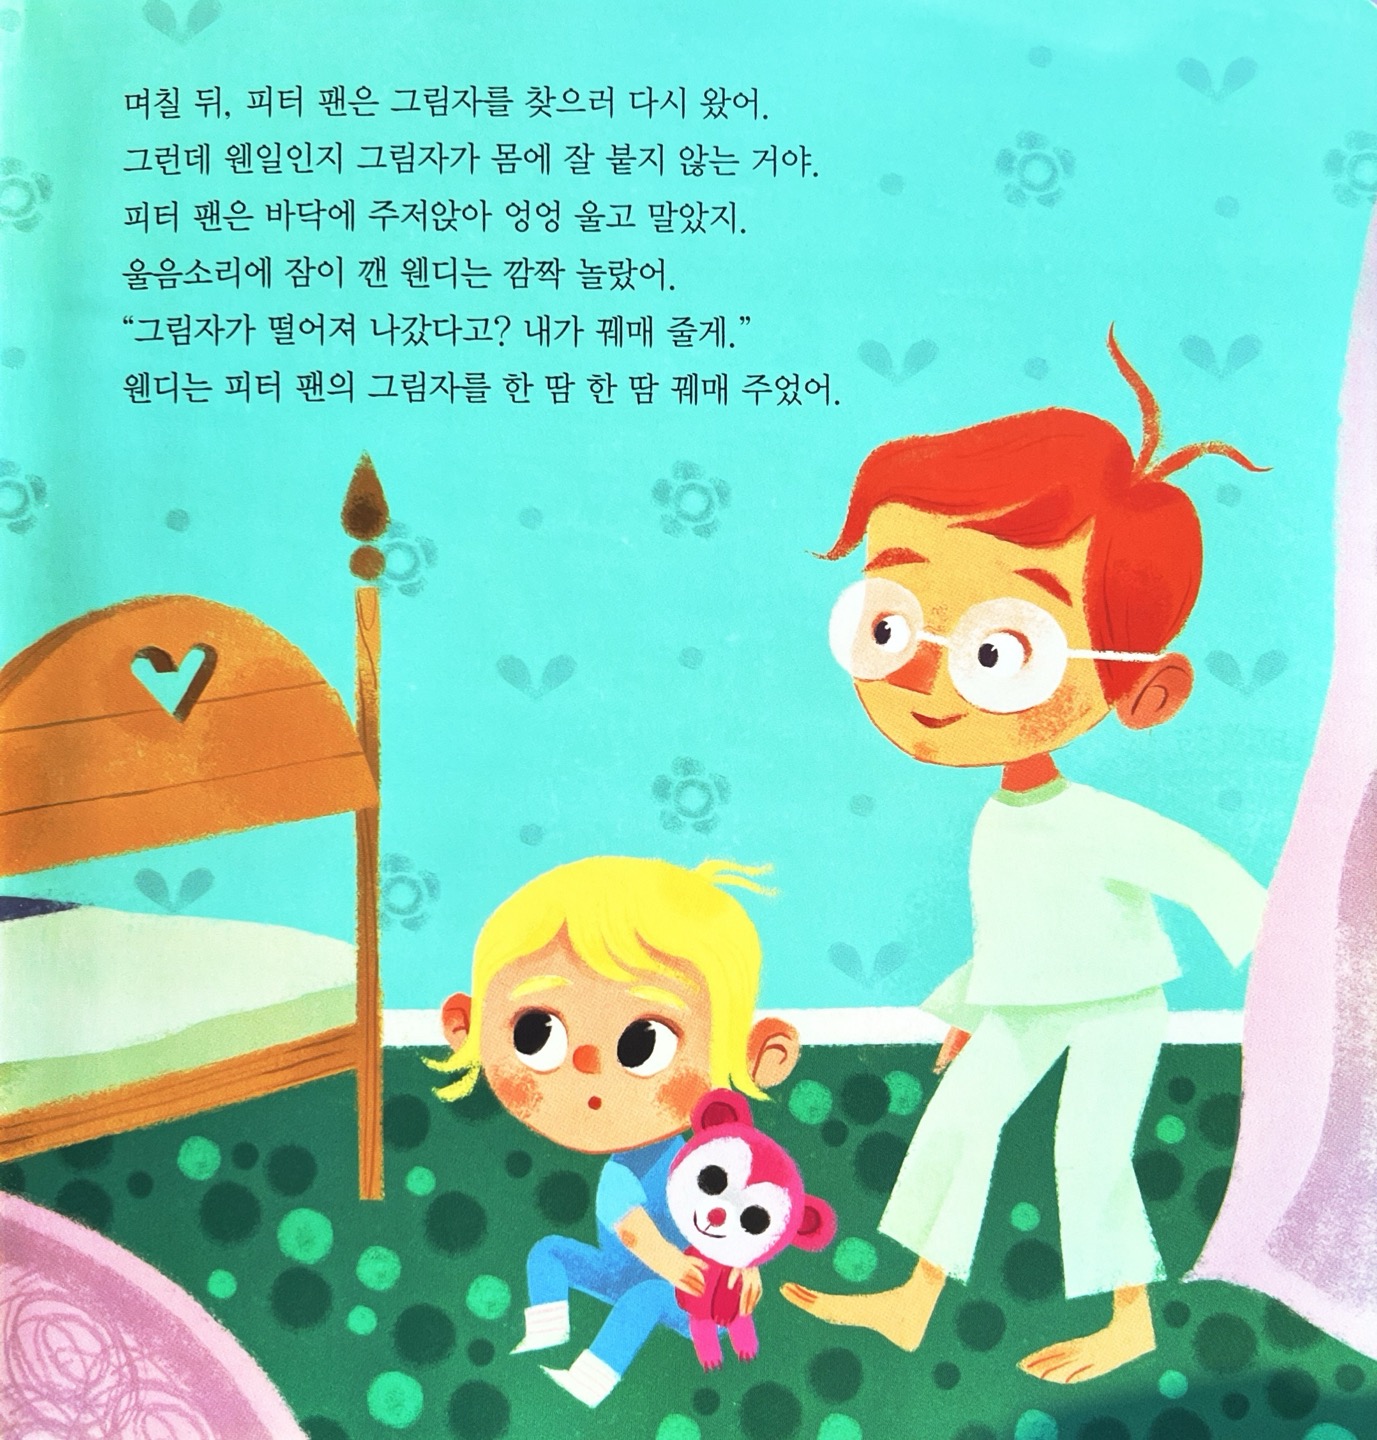 며칠 뒤, 피터 팬은 그림자를 찾으러 다시 왔어.
그런데 웬일인지 그림자가 몸에 잘 붙지 않는 거야.
피터 팬은 바닥에 주저앉아 엉엉 울고 말았지.
울음소리에 잠이 깬 웬디는 깜짝 놀랐어.
“그림자가 떨어져 나갔다고? 내가 꿰매 줄게.”
웬디는 피터 팬의 그림자를 한 땀 한 땀 꿰매 주었어.